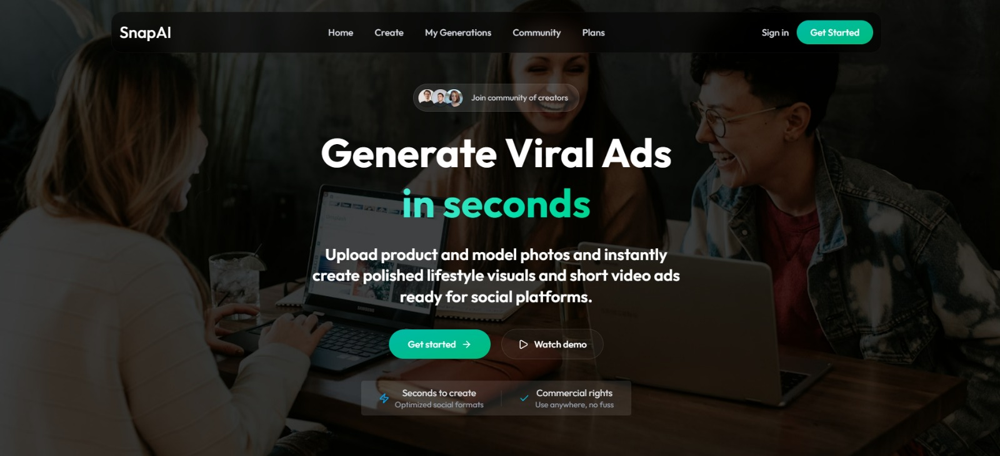 SnapAI
Home
Create
My Generations
Community
Plans
Sign in
Get Started
Join community of creators
Generate Viral Ads
in seconds
Upload product and model photos and instantly
create polished lifestyle visuals and short video ads
ready for social platforms.
Get started
Watch demo
Seconds to create
Optimized social formats
Commercial rights
Use anywhere, no fuss
SAMSUNG